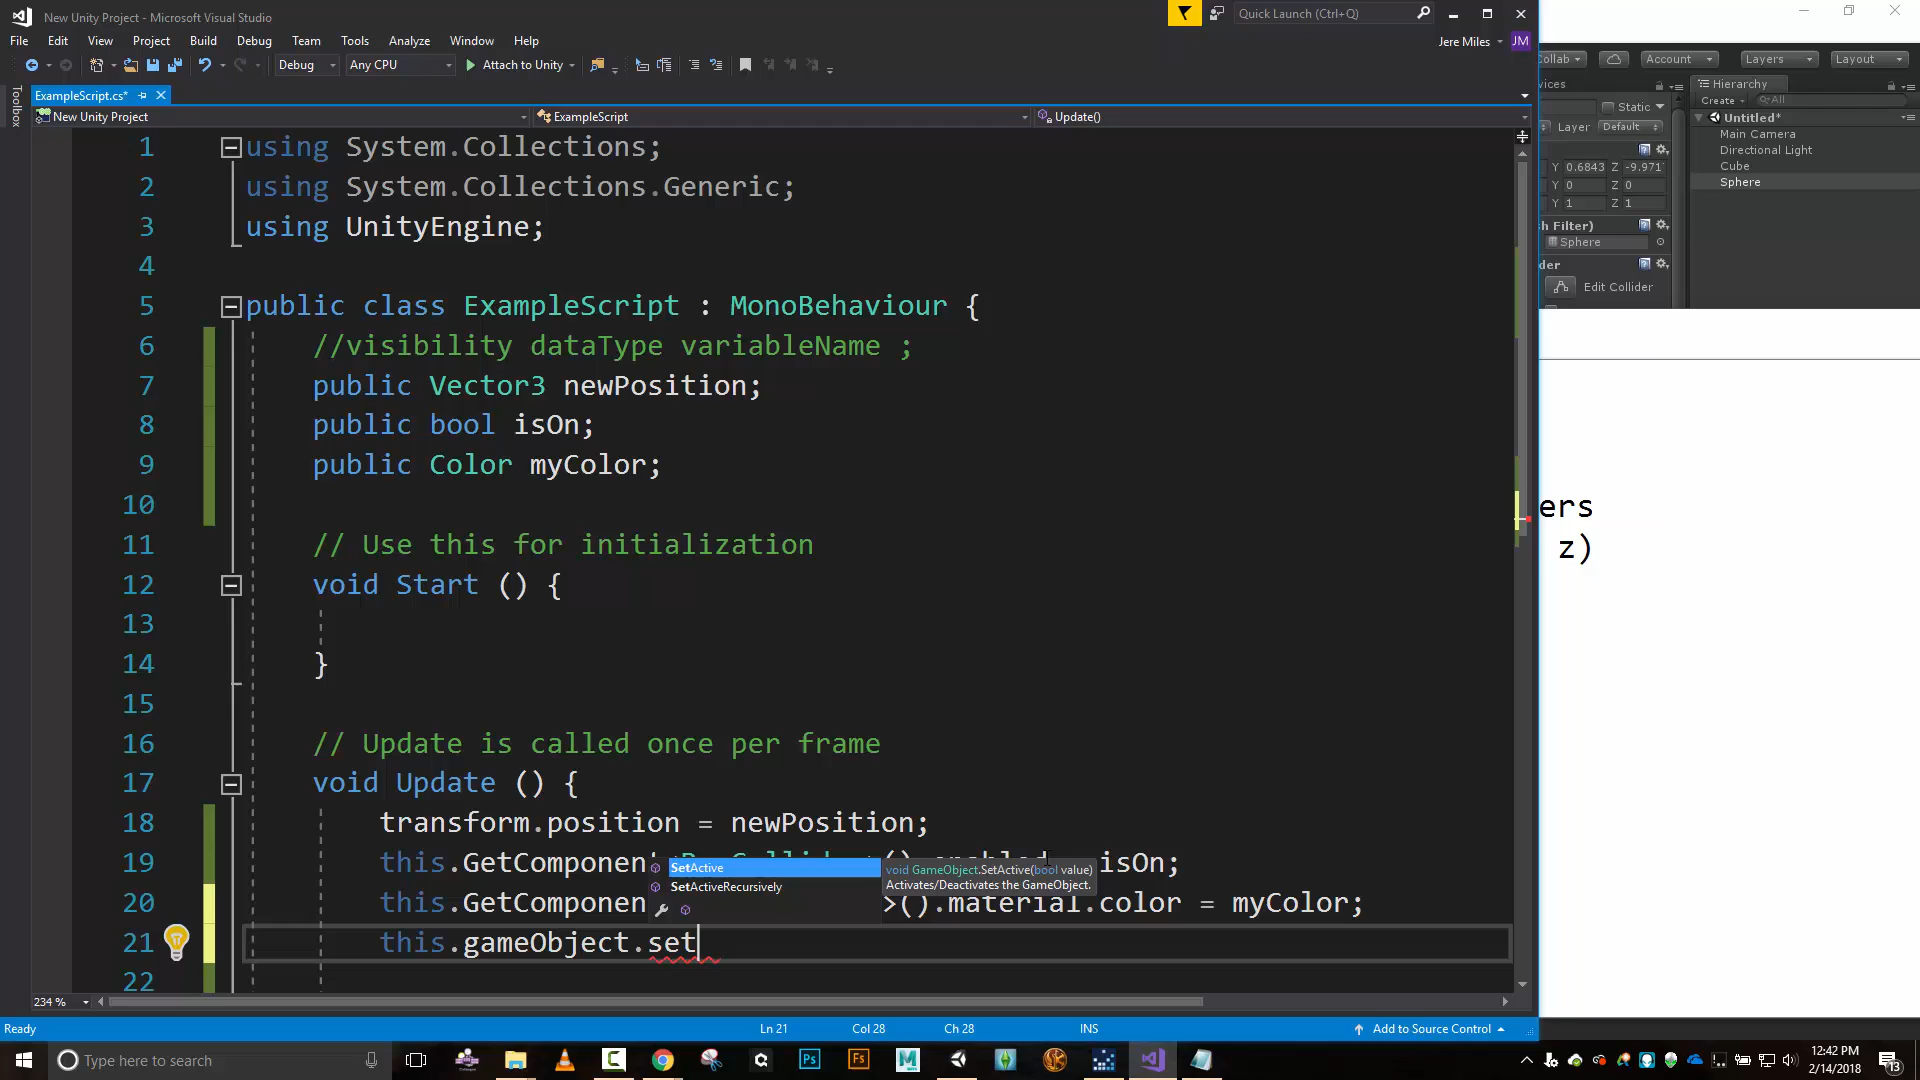 New Unity Project - Microsoft Visual Studio
Quick Launch (Ctrl+Q)
File Edit View Project Build Debug Team Tools Analyze Window Help
Jere Miles JM
Debug Any CPU Attach to Unity
Collab Account Layers Layout
ExampleScript.cs*
Toolbox
New Unity Project ExampleScript Update()
1 using System.Collections;
2 using System.Collections.Generic;
3 using UnityEngine;
4
5 public class ExampleScript : MonoBehaviour {
6 //visibility dataType variableName ;
7 public Vector3 newPosition;
8 public bool isOn;
9 public Color myColor;
10
11 // Use this for initialization
12 void Start () {
13
14 }
15
16 // Update is called once per frame
17 void Update () {
18 transform.position = newPosition;
19 this.GetComponent isOn;
20 this.GetComponent >().material.color = myColor;
21 this.gameObject.set
22
SetActive
SetActiveRecursively
void GameObject.SetActive(bool value)
Activates/Deactivates the GameObject.
vices
Static
Layer Default
Y 0.6843 Z -9.971
Y 0 Z 0
Y 1 Z 1
sh Filter)
Sphere
der
Edit Collider
Hierarchy
Create All
Untitled*
Main Camera
Directional Light
Cube
Sphere
ers
z)
234 %
Ready Ln 21 Col 28 Ch 28 INS Add to Source Control
Type here to search
Ps Fs M
12:42 PM
2/14/2018
13